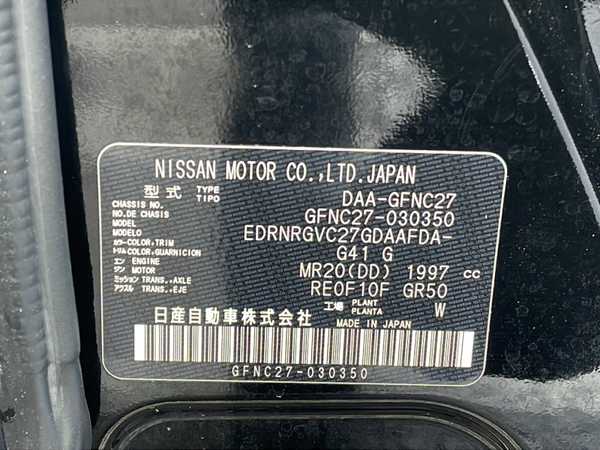 NISSAN MOTOR CO.,LTD.JAPAN
型式 TYPE TIPO DAA-GFNC27
CHASSIS NO. NO.DE CHASIS GFNC27-030350
MODEL MODELO EDRNRGVC27GDAAFDA-
カラー COLOR,TRIM トリム COLOR,GUARNICION G41 G
エンジン ENGINE MOTOR MR20(DD) 1997 cc
ミッション TRANS.,AXLE アクスル TRANS.,EJE RE0F10F GR50
工場 PLANT PLANTA W
日産自動車株式会社 MADE IN JAPAN
GFNC27-030350